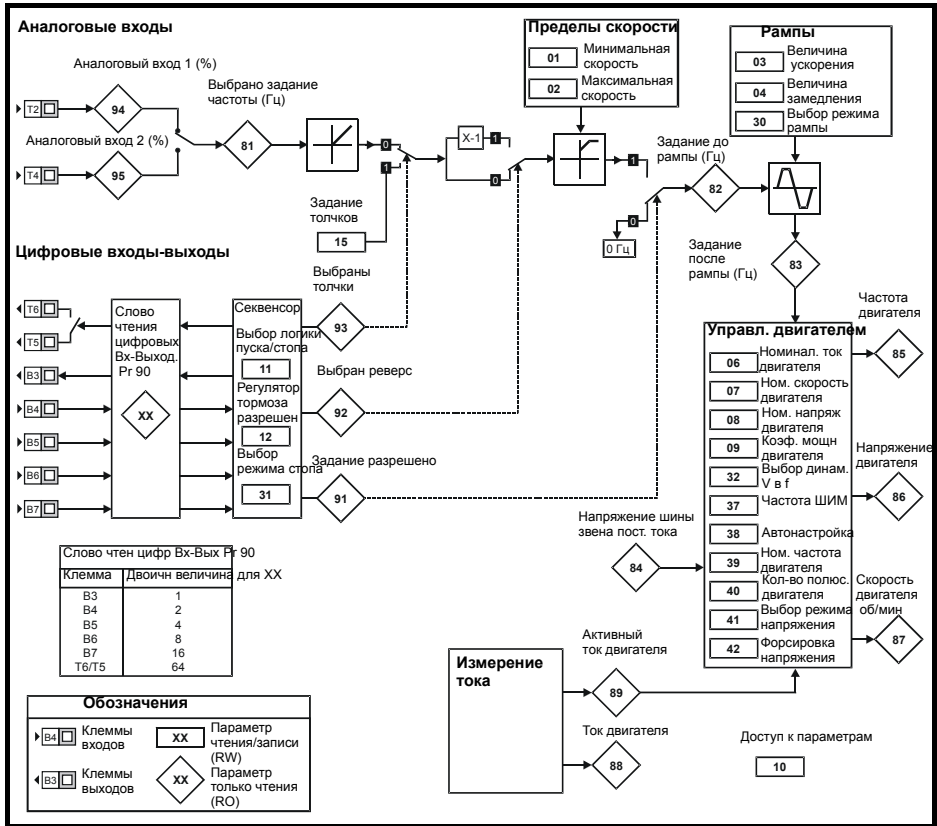 Аналоговые входы
Аналоговый вход 1 (%)
T2
94
Аналоговый вход 2 (%)
T4
95
Выбрано задание
частоты (Гц)
81
0
1
Задание
толчков
15
X-1
1
0
Пределы скорости
01
Минимальная
скорость
02
Максимальная
скорость
1
0
0 Гц
Задание до
рампы (Гц)
82
Рампы
03
Величина
ускорения
04
Величина
замедления
30
Выбор режима
рампы
Задание
после
рампы (Гц)
83
Цифровые входы-выходы
T6
T5
B3
B4
B5
B6
B7
Слово
чтения
цифровых
Вх-Выход.
Pr 90
XX
Секвенсор
Выбор логики
пуска/стопа
11
Регулятор
тормоза
разрешен
12
Выбор
режима стопа
31
Выбраны
толчки
93
Выбран реверс
92
Задание разрешено
91
Управл. двигателем
06
Номинал. ток
двигателя
07
Ном. скорость
двигателя
08
Ном. напряж
двигателя
09
Коэф. мощн
двигателя
32
Выбор динам.
V в f
37
Частота ШИМ
38
Автонастройка
39
Ном. частота
двигателя
40
Кол-во полюс.
двигателя
41
Выбор режима
напряжения
42
Форсировка
напряжения
Частота
двигателя
85
Напряжение
двигателя
86
Скорость
двигателя
об/мин
87
Напряжение шины
звена пост. тока
84
Слово чтен цифр Вх-Вых Pr 90
Клемма Двоичн величина для XX
B3 1
B4 2
B5 4
B6 8
B7 16
T6/T5 64
Измерение
тока
Активный
ток двигателя
89
Ток двигателя
88
Доступ к параметрам
10
Обозначения
B4
Клеммы
входов
XX
Параметр
чтения/записи
(RW)
B3
Клеммы
выходов
XX
Параметр
только чтения
(RO)